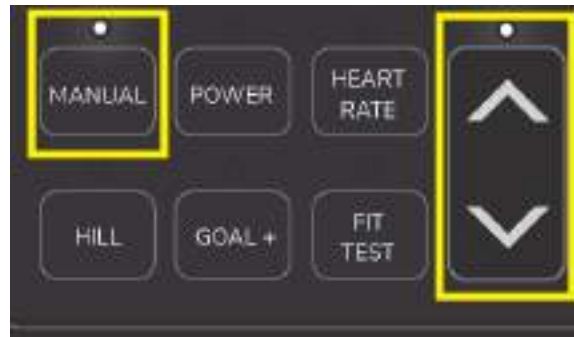 MANUAL
POWER
HEART
RATE
HILL
GOAL +
FIT
TEST